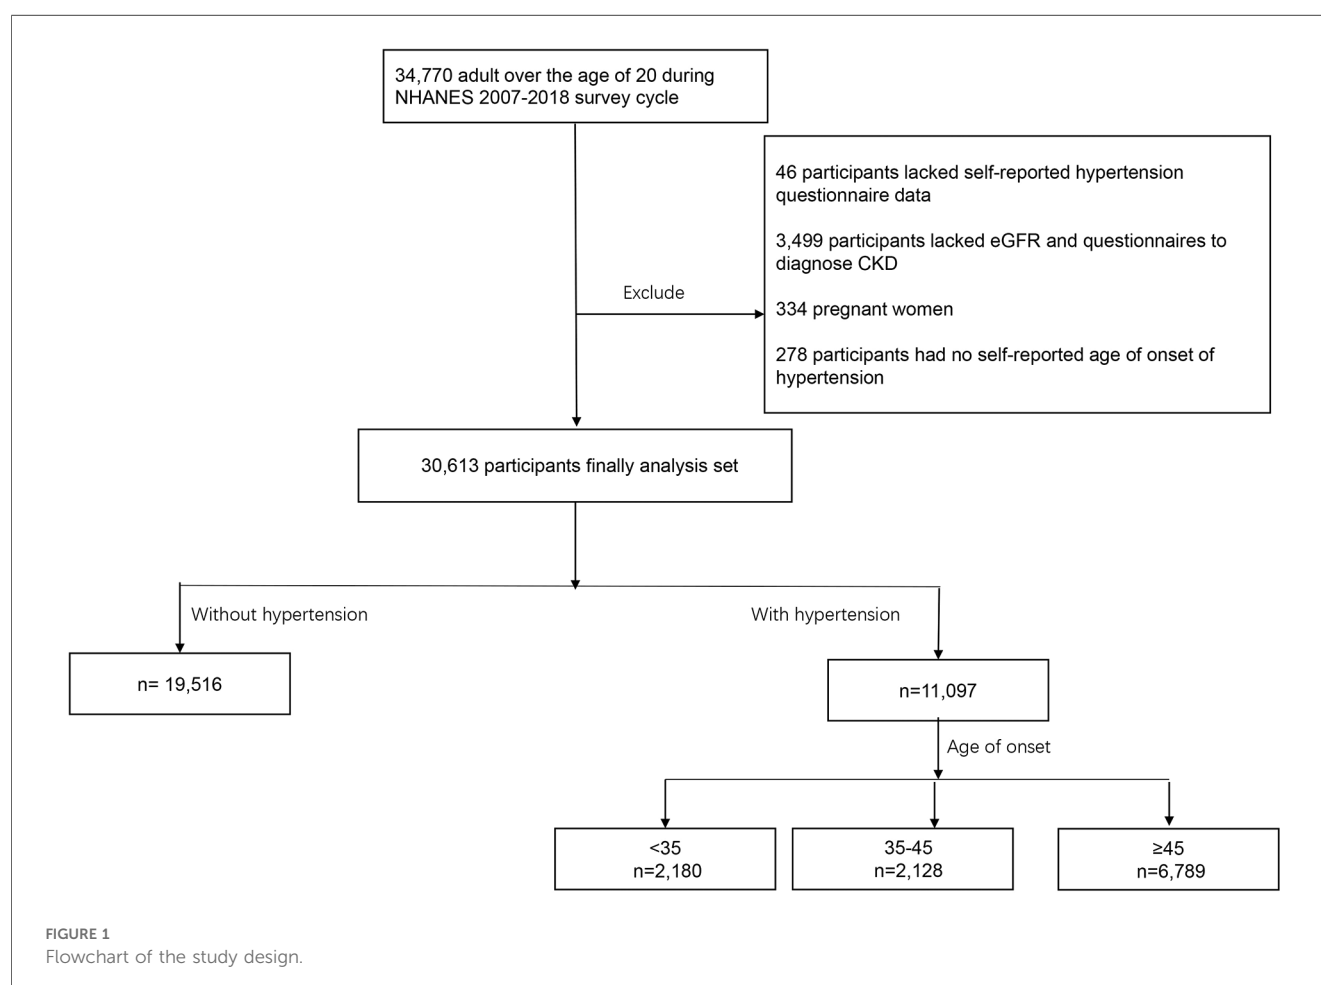 34,770 adult over the age of 20 during
NHANES 2007-2018 survey cycle
46 participants lacked self-reported hypertension
questionnaire data
3,499 participants lacked eGFR and questionnaires to
diagnose CKD
Exclude
334 pregnant women
278 participants had no self-reported age of onset of
hypertension
30,613 participants finally analysis set
Without hypertension
With hypertension
n= 19,516
n=11,097
Age of onset
<35
n=2,180
35-45
n=2,128
≥45
n=6,789
FIGURE 1
Flowchart of the study design.